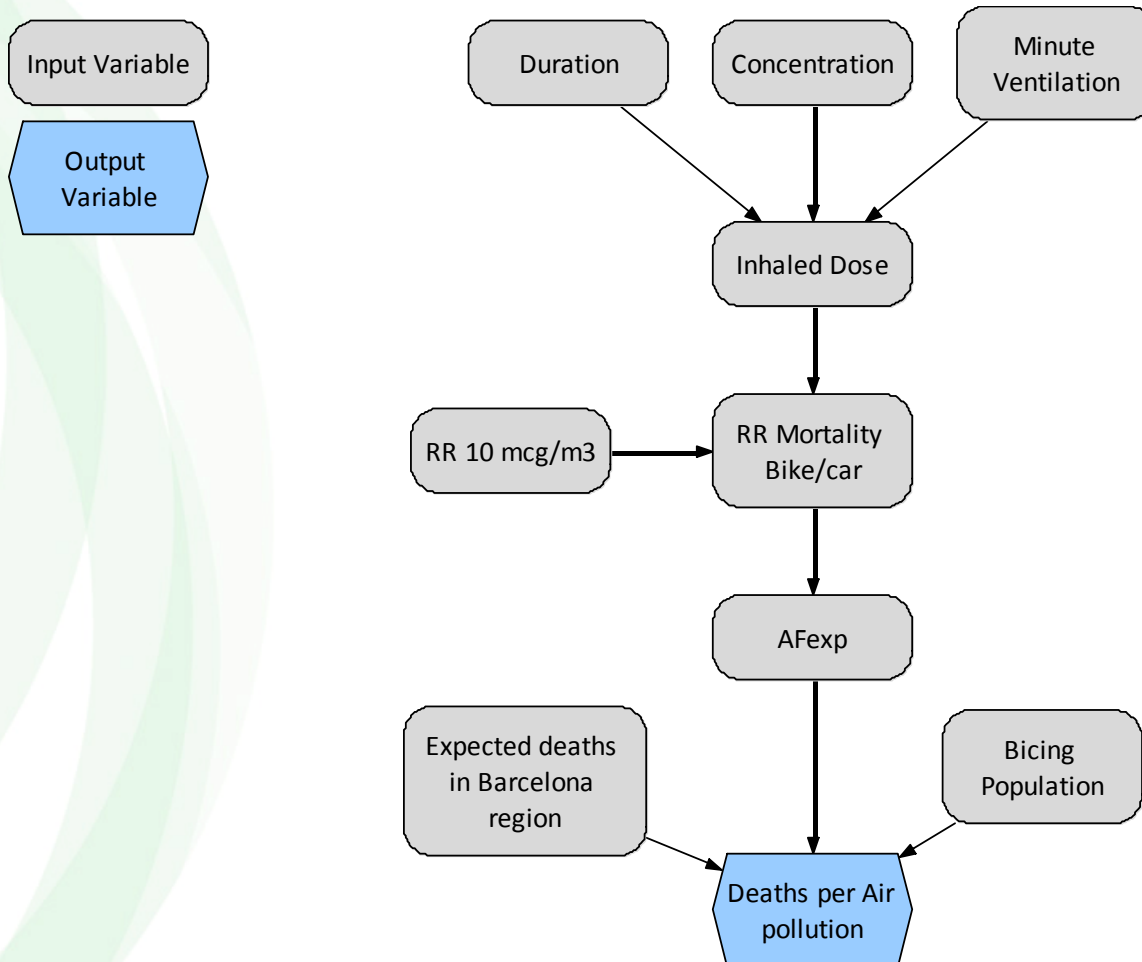 Input Variable
Output
Variable
Duration
Concentration
Minute
Ventilation
Inhaled Dose
RR 10 mcg/m3
RR Mortality
Bike/car
AFexp
Expected deaths
in Barcelona
region
Bicing
Population
Deaths per Air
pollution